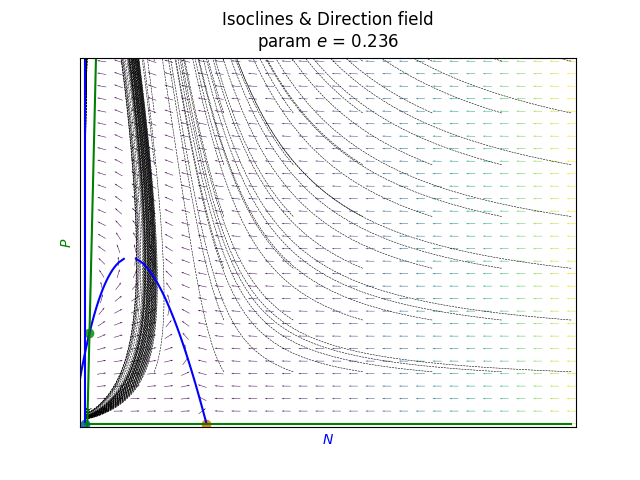 Isoclines & Direction field
param e = 0.236
P
N